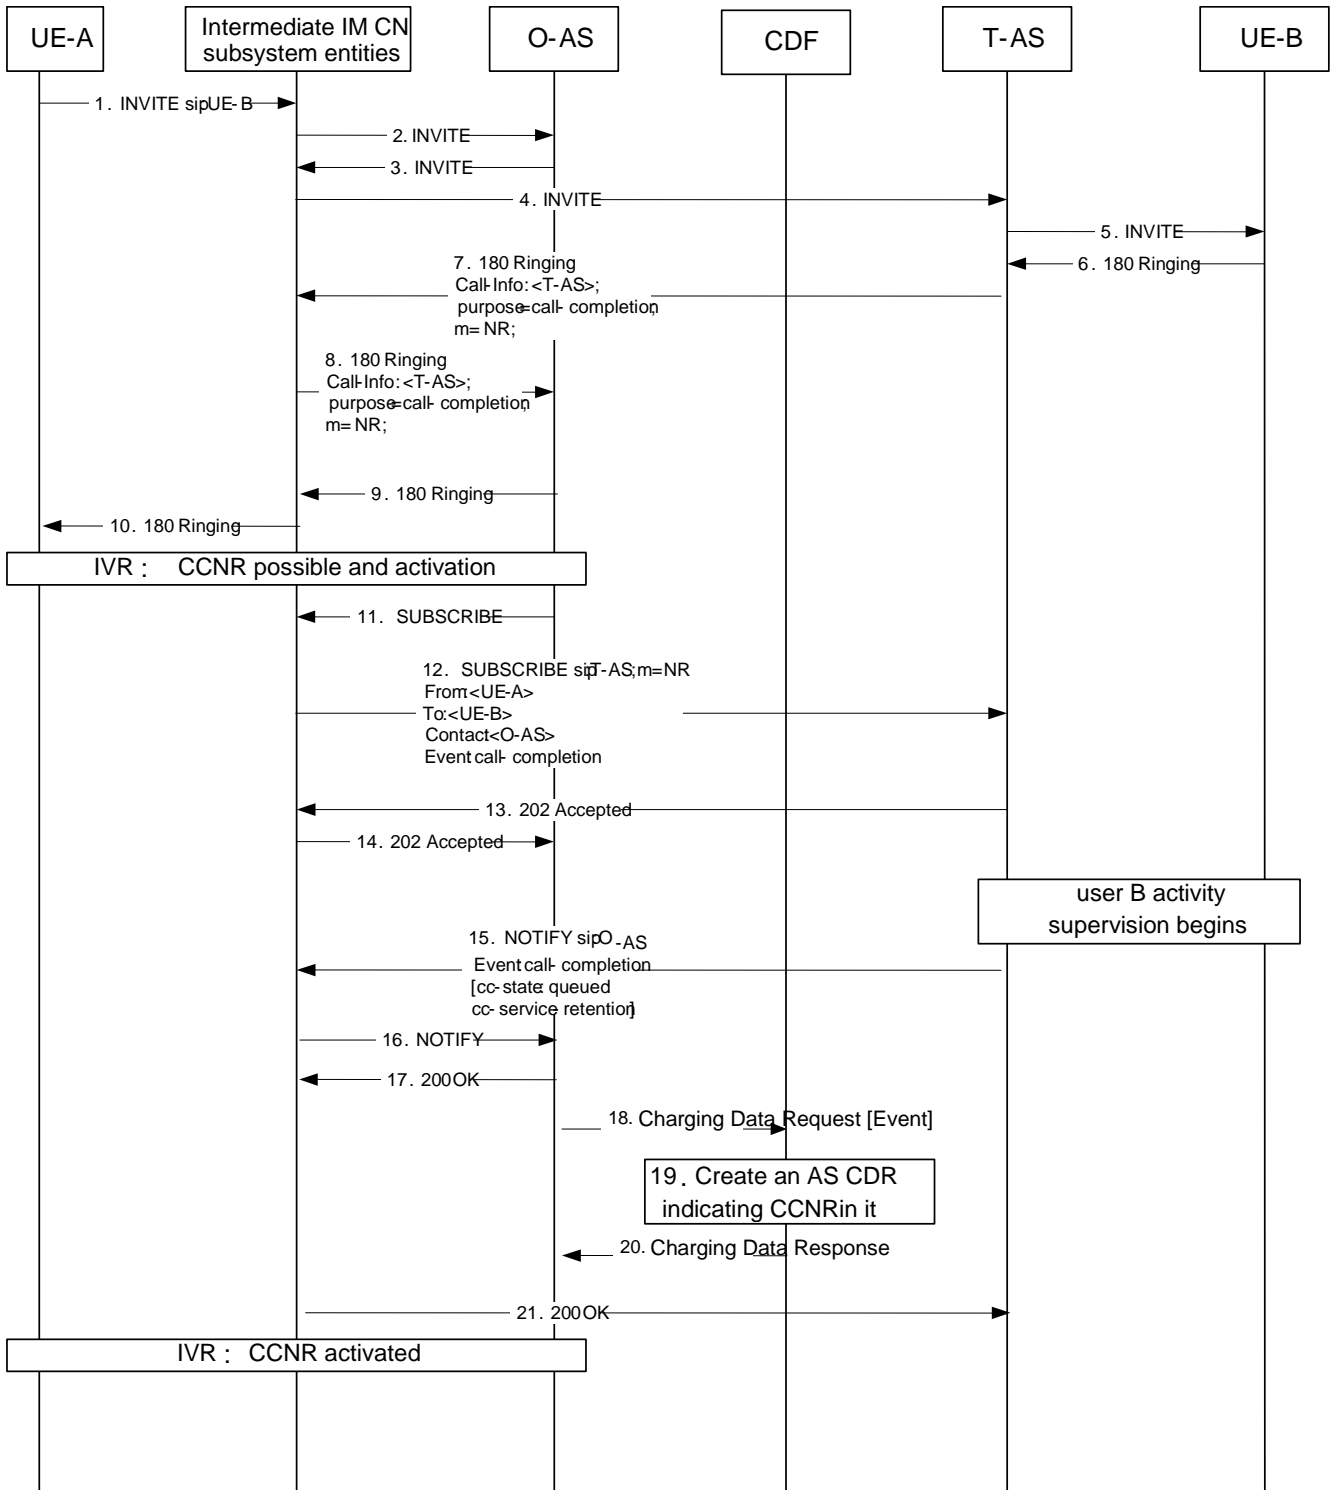 UE-A
Intermediate IM CN
subsystem entities
O-AS
CDF
T-AS
UE-B
1. INVITE sipUE-B
2. INVITE
3. INVITE
4. INVITE
5. INVITE
6. 180 Ringing
7. 180 Ringing
Call-Info:<T-AS>;
purpose=call-completion;
m=NR;
8. 180 Ringing
Call-Info:<T-AS>;
purpose=call-completion;
m=NR;
9. 180 Ringing
10. 180 Ringing
IVR: CCNR possible and activation
11. SUBSCRIBE
12. SUBSCRIBE sip:T-AS;m=NR
From:<UE-A>
To:<UE-B>
Contact:<O-AS>
Event:call-completion
13. 202 Accepted
14. 202 Accepted
user B activity
supervision begins
15. NOTIFY sip:O-AS
Event:call-completion
[cc-state: queued
cc-service retention]
16. NOTIFY
17. 200 OK
18. Charging Data Request [Event]
19. Create an AS CDR
indicating CCNRin it
20. Charging Data Response
21. 200 OK
IVR: CCNR activated